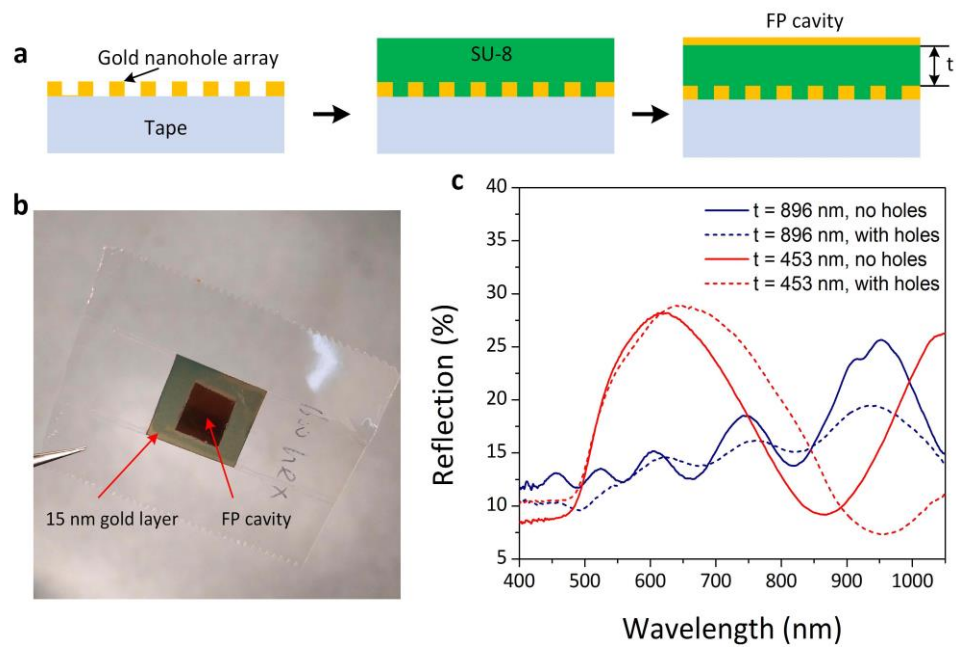 a
Gold nanohole array
Tape
SU-8
FP cavity
t
b
15 nm gold layer
FP cavity
hex
c
40
35
30
25
20
15
10
5
Reflection (%)
t = 896 nm, no holes
t = 896 nm, with holes
t = 453 nm, no holes
t = 453 nm, with holes
400
500
600
700
800
900
1000
Wavelength (nm)